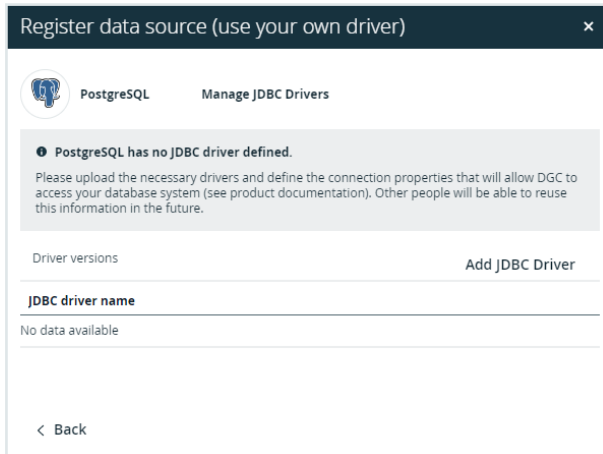 Register data source (use your own driver)
×
PostgreSQL
Manage JDBC Drivers
PostgreSQL has no JDBC driver defined.
Please upload the necessary drivers and define the connection properties that will allow DGC to
access your database system (see product documentation). Other people will be able to reuse
this information in the future.
Driver versions
Add JDBC Driver
JDBC driver name
No data available
< Back